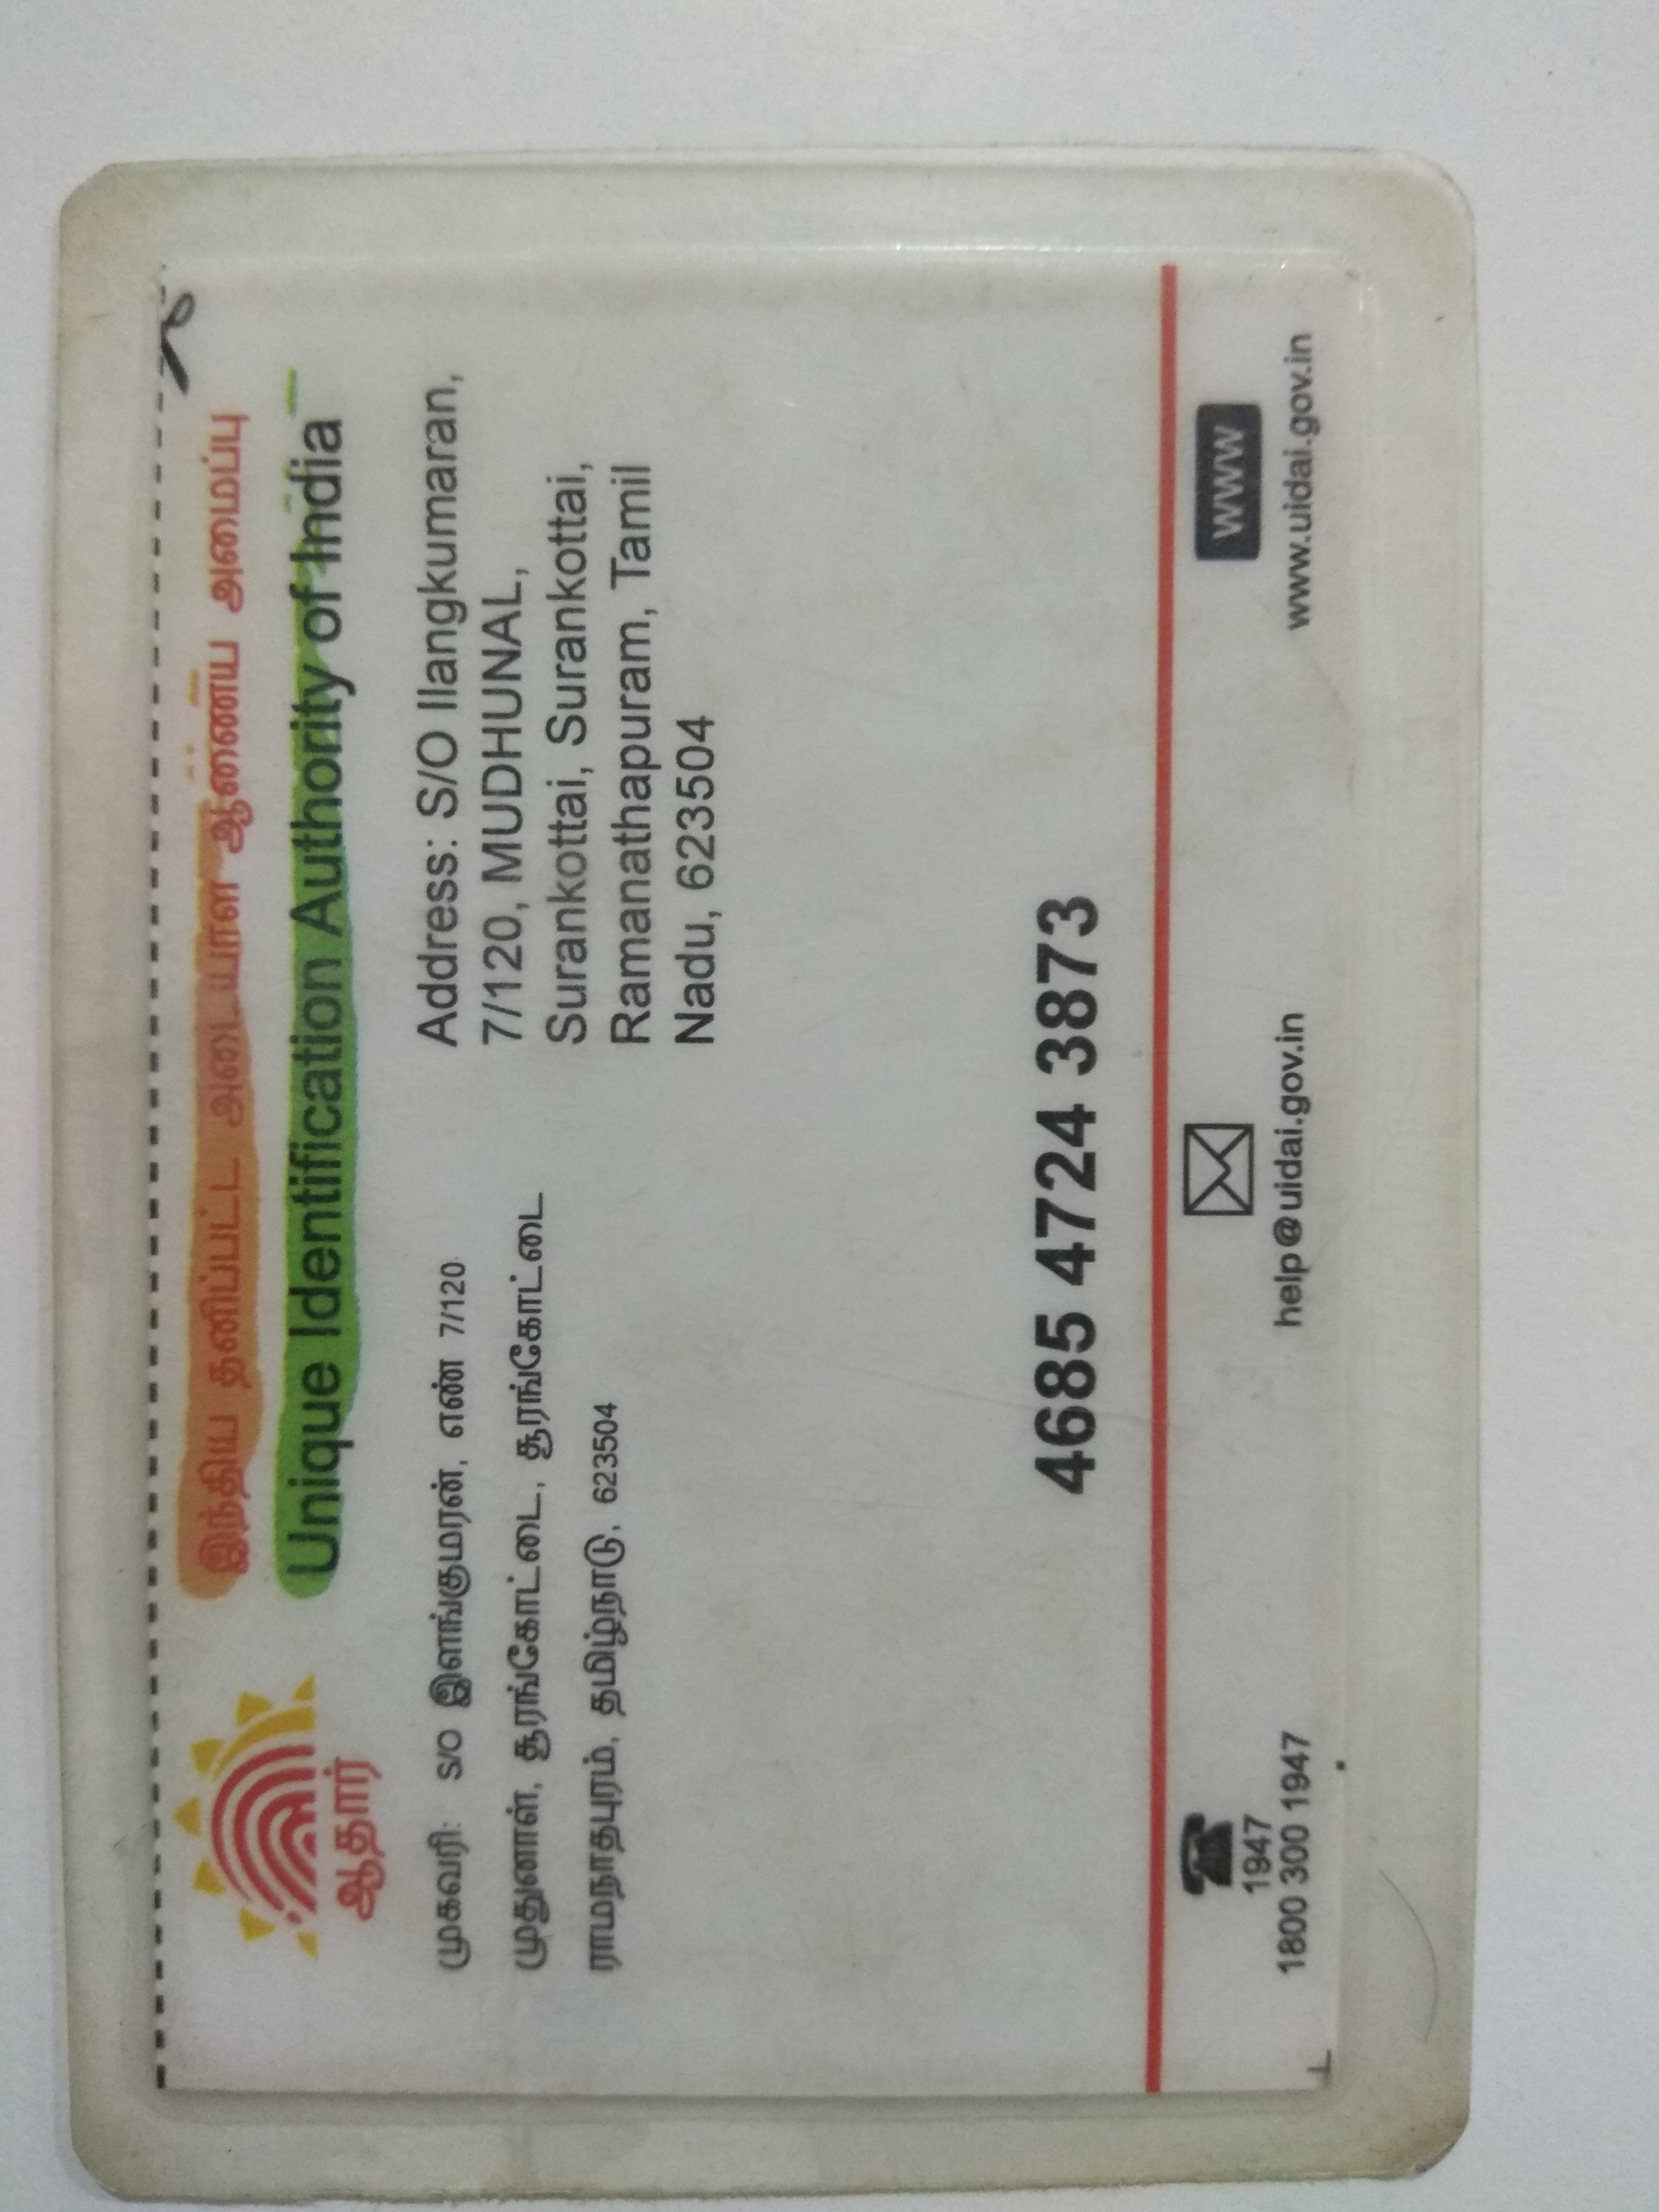 இந்திய தனிப்பட்ட அடையாள ஆணைய அமைப்பு
Unique Identification Authority of India
ஆதார்
முகவரி: S/O இளங்குமரன், எண் 7/120
முதுனாள், சூரங்கோட்டை, சூரங்கோட்டை
ராமநாதபுரம், தமிழ்நாடு, 623504
Address: S/O Ilangkumaran,
7/120, MUDHUNAL,
Surankottai, Surankottai,
Ramanathapuram, Tamil
Nadu, 623504
4685 4724 3873
1947
1800 300 1947
help@uidai.gov.in
WWW
www.uidai.gov.in